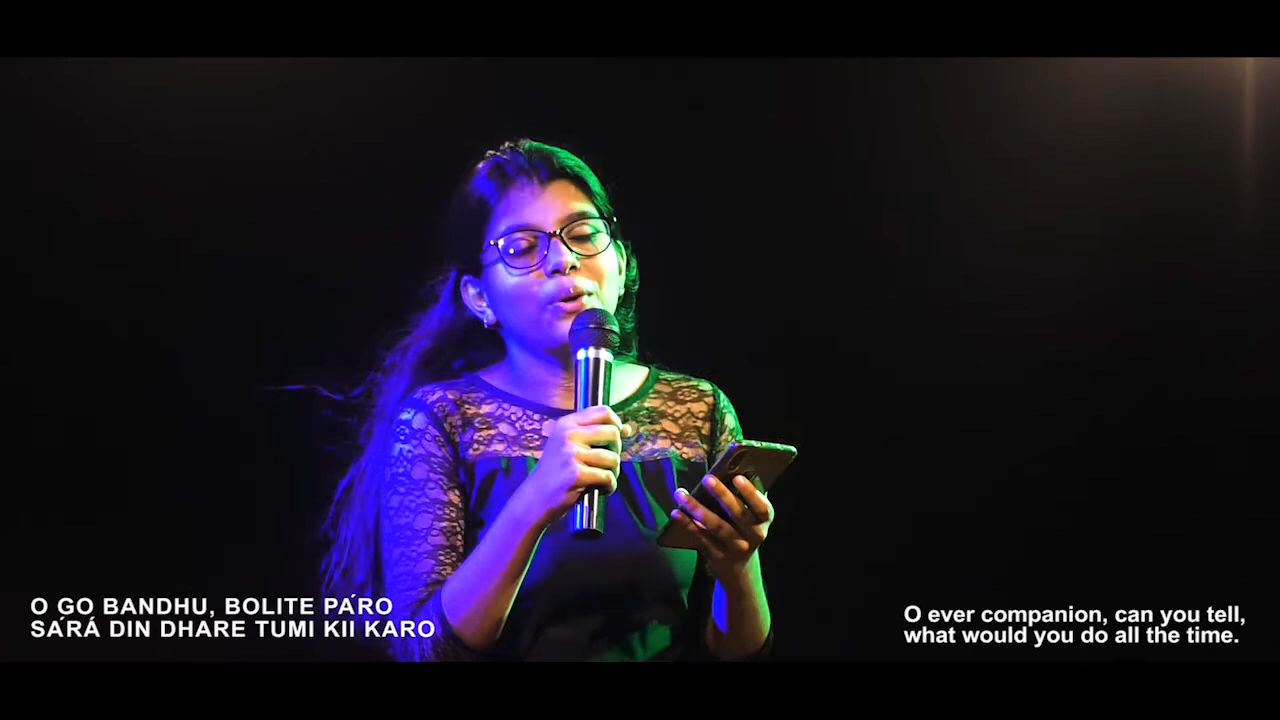 O GO BANDHU, BOLITE PÁRO
SÁRÁ DIN DHARE TUMI KII KARO
O ever companion, can you tell,
what would you do all the time.